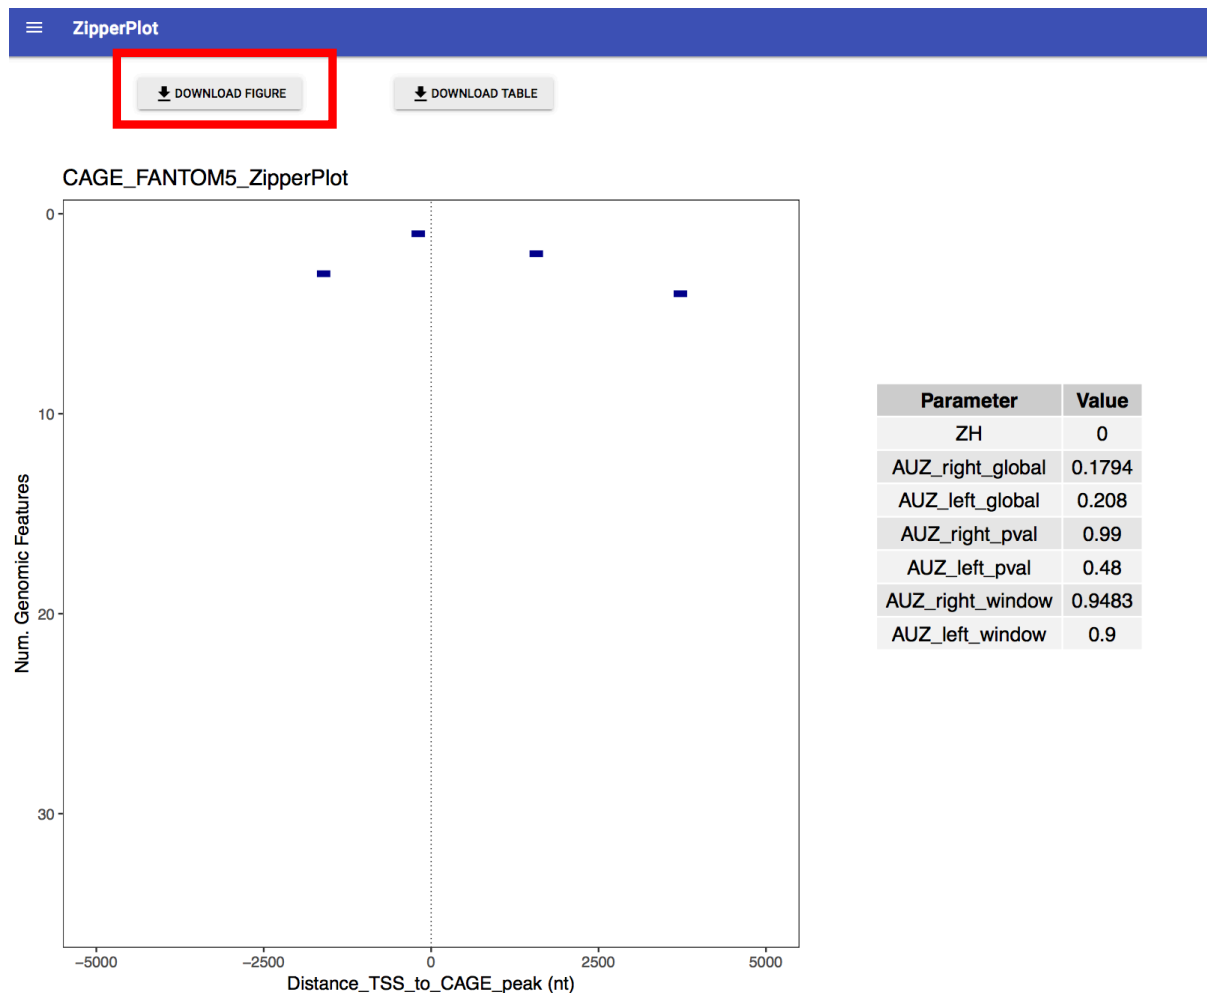 ZipperPlot
DOWNLOAD FIGURE
DOWNLOAD TABLE
CAGE_FANTOM5_ZipperPlot
0
10
20
30
Num. Genomic Features
−5000
−2500
0
2500
5000
Distance_TSS_to_CAGE_peak (nt)
Parameter Value
ZH 0
AUZ_right_global 0.1794
AUZ_left_global 0.208
AUZ_right_pval 0.99
AUZ_left_pval 0.48
AUZ_right_window 0.9483
AUZ_left_window 0.9